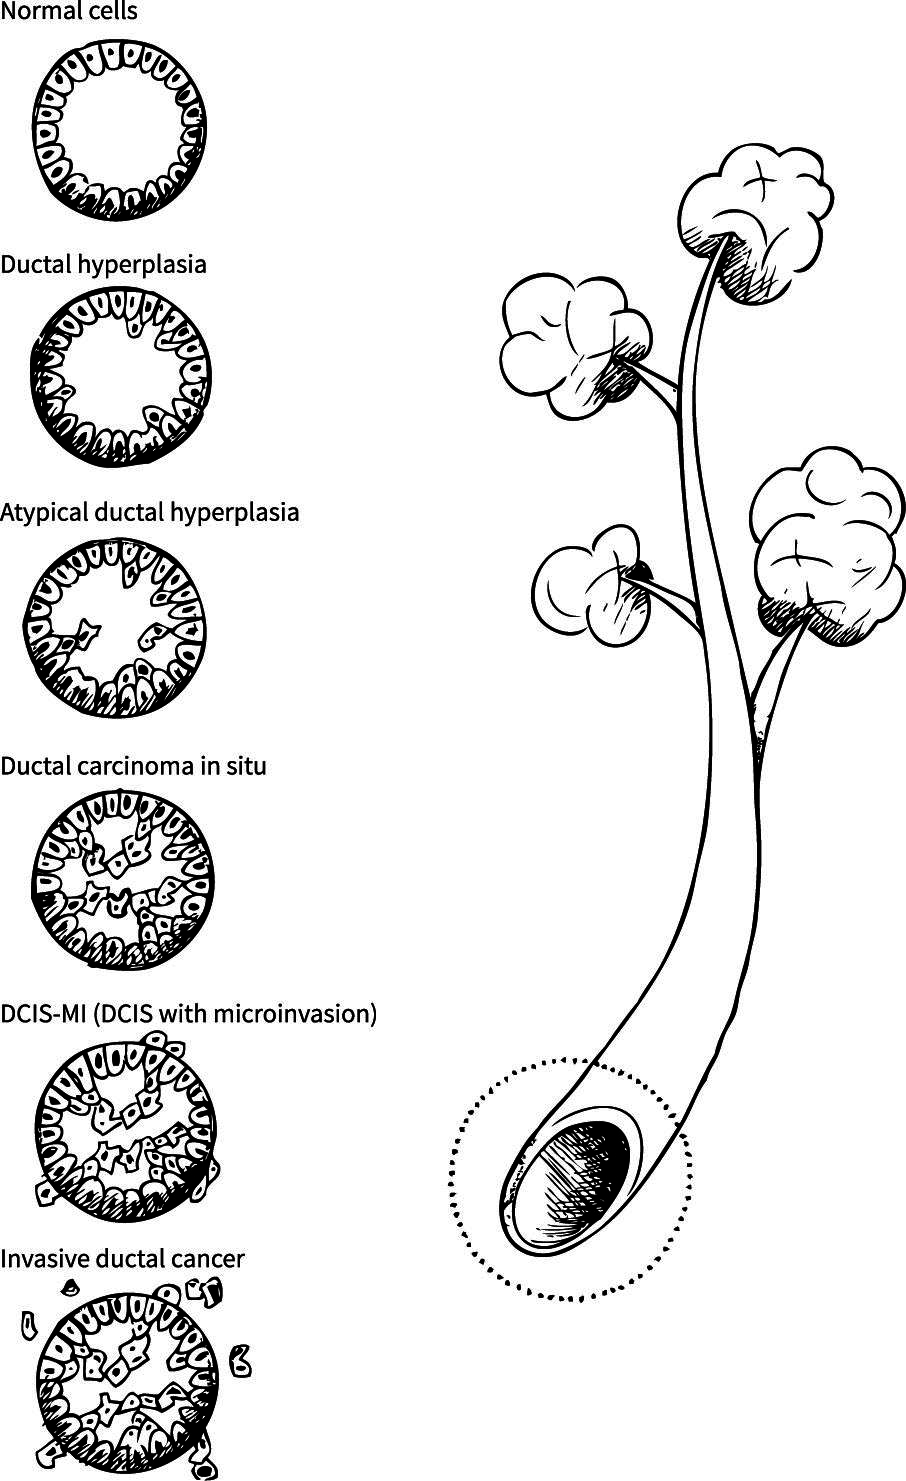 Normal cells
Ductal hyperplasia
Atypical ductal hyperplasia
Ductal carcinoma in situ
DCIS-MI (DCIS with microinvasion)
Invasive ductal cancer